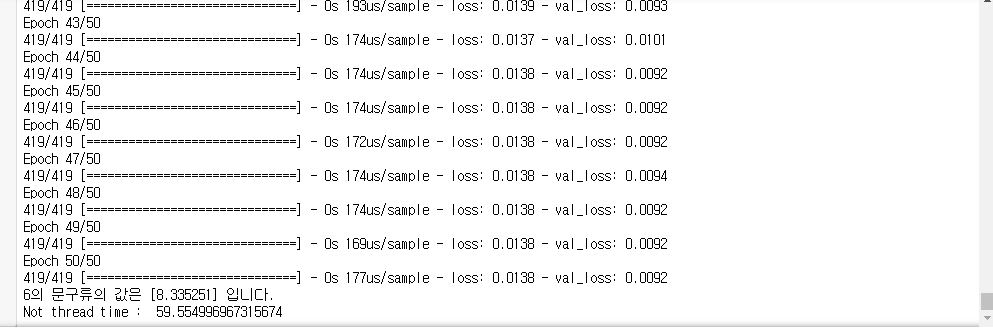 419/419 [==============================] - 0s 193us/sample - loss: 0.0139 - val_loss: 0.0093
Epoch 43/50
419/419 [==============================] - 0s 174us/sample - loss: 0.0137 - val_loss: 0.0101
Epoch 44/50
419/419 [==============================] - 0s 174us/sample - loss: 0.0138 - val_loss: 0.0092
Epoch 45/50
419/419 [==============================] - 0s 174us/sample - loss: 0.0138 - val_loss: 0.0092
Epoch 46/50
419/419 [==============================] - 0s 172us/sample - loss: 0.0138 - val_loss: 0.0092
Epoch 47/50
419/419 [==============================] - 0s 174us/sample - loss: 0.0138 - val_loss: 0.0094
Epoch 48/50
419/419 [==============================] - 0s 174us/sample - loss: 0.0138 - val_loss: 0.0092
Epoch 49/50
419/419 [==============================] - 0s 169us/sample - loss: 0.0138 - val_loss: 0.0092
Epoch 50/50
419/419 [==============================] - 0s 177us/sample - loss: 0.0138 - val_loss: 0.0092
6의 문구류의 값은 [8.335251] 입니다.
Not thread time :  59.554996967315674